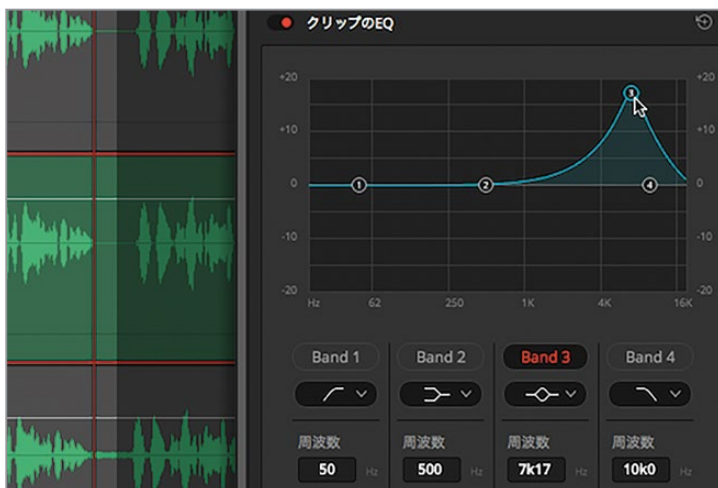 クリップのEQ
+20 +20
3
+10 +10
0 1 2 4 0
-10 -10
-20 -20
Hz 62 250 1K 4K 16K
Band 1 Band 2 Band 3 Band 4
周波数 周波数 周波数 周波数
50 Hz 500 Hz 7k17 Hz 10k0 Hz